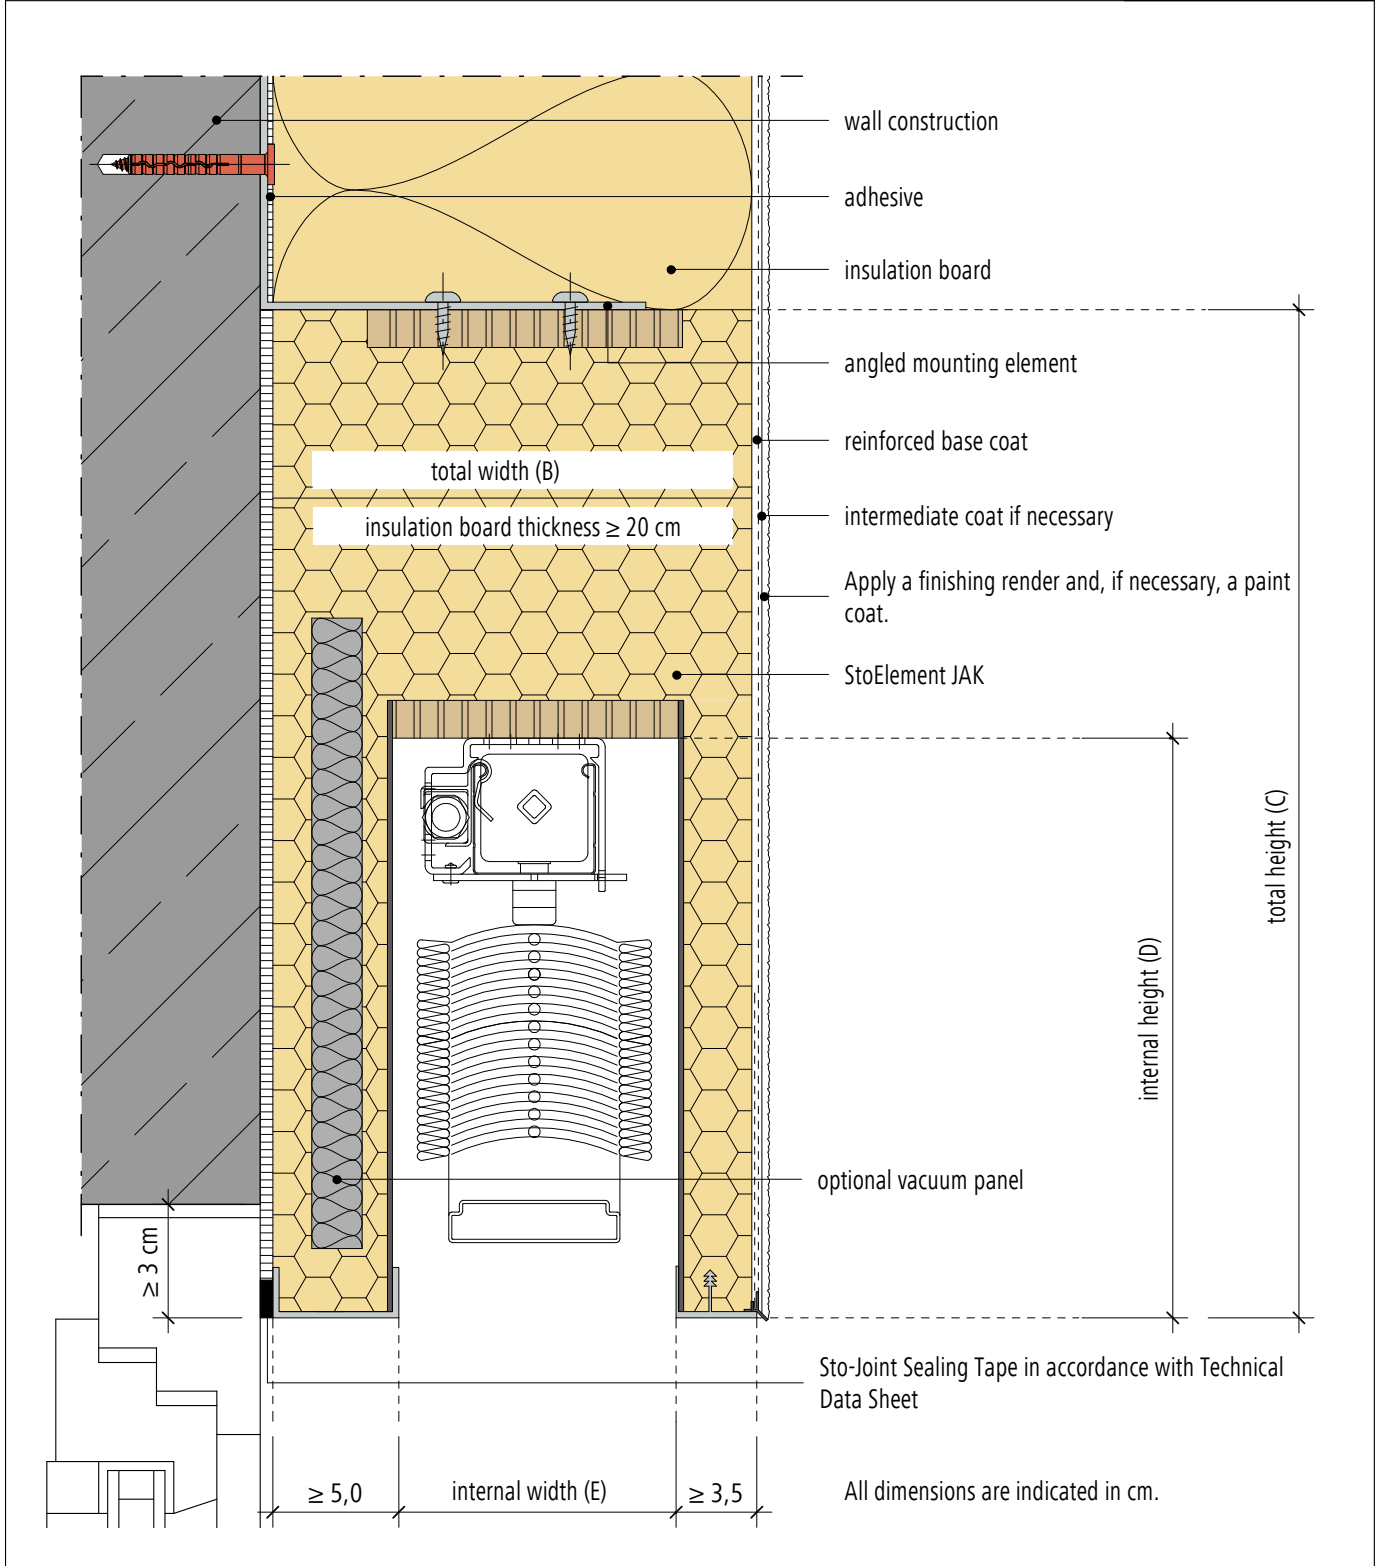 wall construction
adhesive
insulation board
angled mounting element
reinforced base coat
total width (B)
insulation board thickness ≥ 20 cm
intermediate coat if necessary
Apply a finishing render and, if necessary, a paint
coat.
StoElement JAK
total height (C)
internal height (D)
optional vacuum panel
≥ 3 cm
Sto-Joint Sealing Tape in accordance with Technical
Data Sheet
≥ 5,0
internal width (E)
≥ 3,5
All dimensions are indicated in cm.